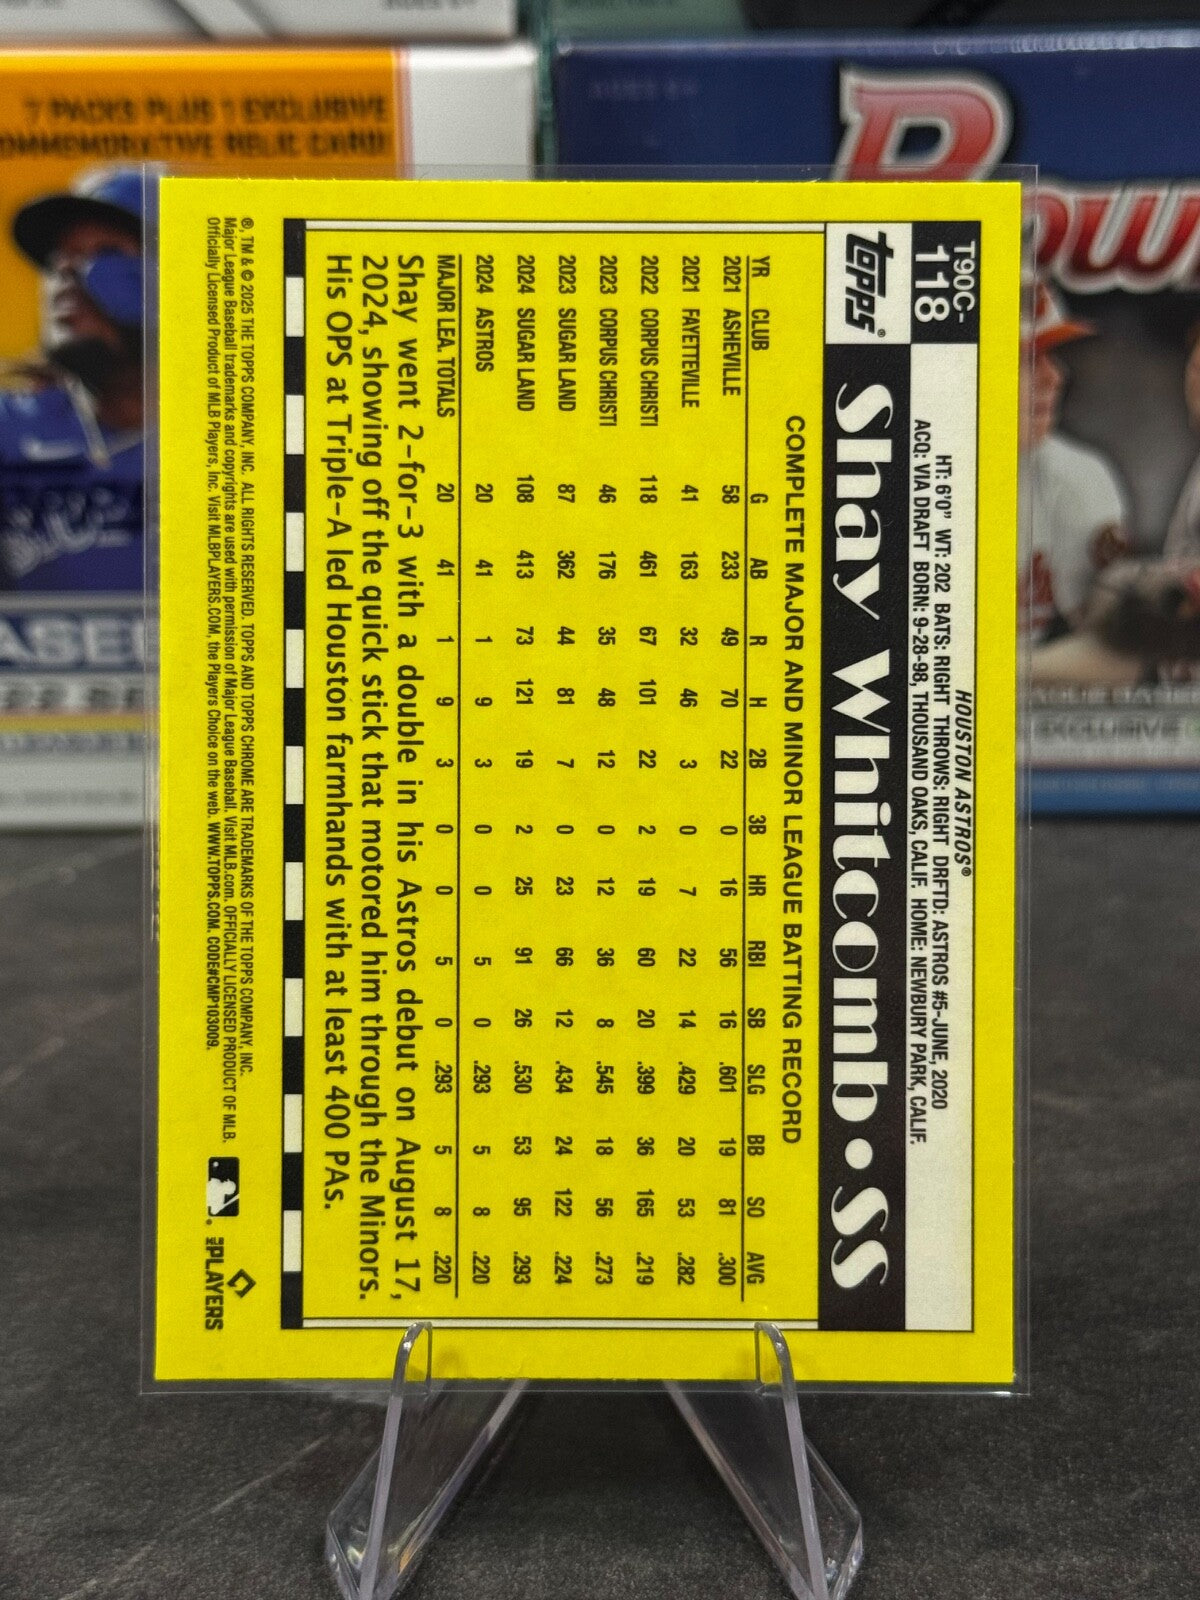 7 PACKS PLUS 1 EXCLUSIVE
COMMEMORATIVE RELIC CARD!
T90C-
118
topps®
HOUSTON ASTROS®
HT: 6'0" WT: 202 BATS: RIGHT THROWS: RIGHT DRFTD: ASTROS #5-JUNE, 2020
ACQ: VIA DRAFT BORN: 9-28-98, THOUSAND OAKS, CALIF. HOME: NEWBURY PARK, CALIF.
Shay Whitcomb • SS
COMPLETE MAJOR AND MINOR LEAGUE BATTING RECORD
YR CLUB G AB R H 2B 3B HR RBI SB SLG BB SO AVG
2021 ASHEVILLE 58 233 49 70 22 0 16 56 16 .601 19 81 .300
2021 FAYETTEVILLE 41 163 32 46 3 0 7 22 14 .429 20 53 .282
2022 CORPUS CHRISTI 118 461 67 101 22 2 19 60 20 .399 36 165 .219
2023 CORPUS CHRISTI 46 176 35 48 12 0 12 36 8 .545 18 56 .273
2023 SUGAR LAND 87 362 44 81 7 0 23 66 12 .434 24 122 .224
2024 SUGAR LAND 108 413 73 121 19 2 25 91 26 .530 53 95 .293
2024 ASTROS 20 41 1 9 3 0 0 5 0 .293 5 8 .220
MAJOR LEA. TOTALS 20 41 1 9 3 0 0 5 0 .293 5 8 .220
Shay went 2-for-3 with a double in his Astros debut on August 17,
2024, showing off the quick stick that motored him through the Minors.
His OPS at Triple-A led Houston farmhands with at least 400 PAs.
®, TM & © 2025 THE TOPPS COMPANY, INC. ALL RIGHTS RESERVED. TOPPS AND TOPPS CHROME ARE TRADEMARKS OF THE TOPPS COMPANY, INC.
Major League Baseball trademarks and copyrights are used with permission of Major League Baseball. Visit MLB.com. OFFICIALLY LICENSED PRODUCT OF MLB.
Officially Licensed Product of MLB Players, Inc. Visit MLBPLAYERS.COM, the Players Choice on the web. WWW.TOPPS.COM. CODE#CMP103009.
MLB PLAYERS